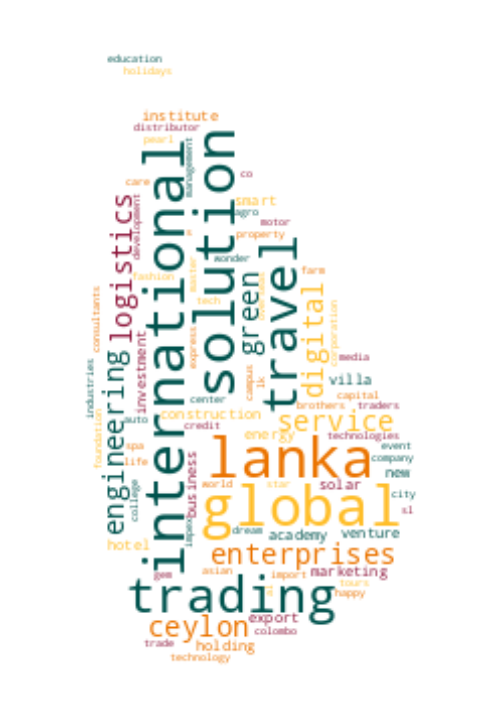 education
holidays
institute
distributor
pearl
management
international
solution
co
care
smart
agro
logistics
development
motor
property
travel
wonder
fashion
master
green
farm
tech
digital
corporation
consultants
express
engineering
investment
campus
lk
media
villa
industries
center
capital
brothers
traders
auto
construction
credit
service
foundation
energy
technologies
spa
life
lanka
event
company
new
college
business
world
star
solar
city
global
sl
impex
dream
academy
venture
hotel
enterprises
gem
asian
import
marketing
tours
trading
ai
happy
ceylon
export
colombo
trade
holding
technology